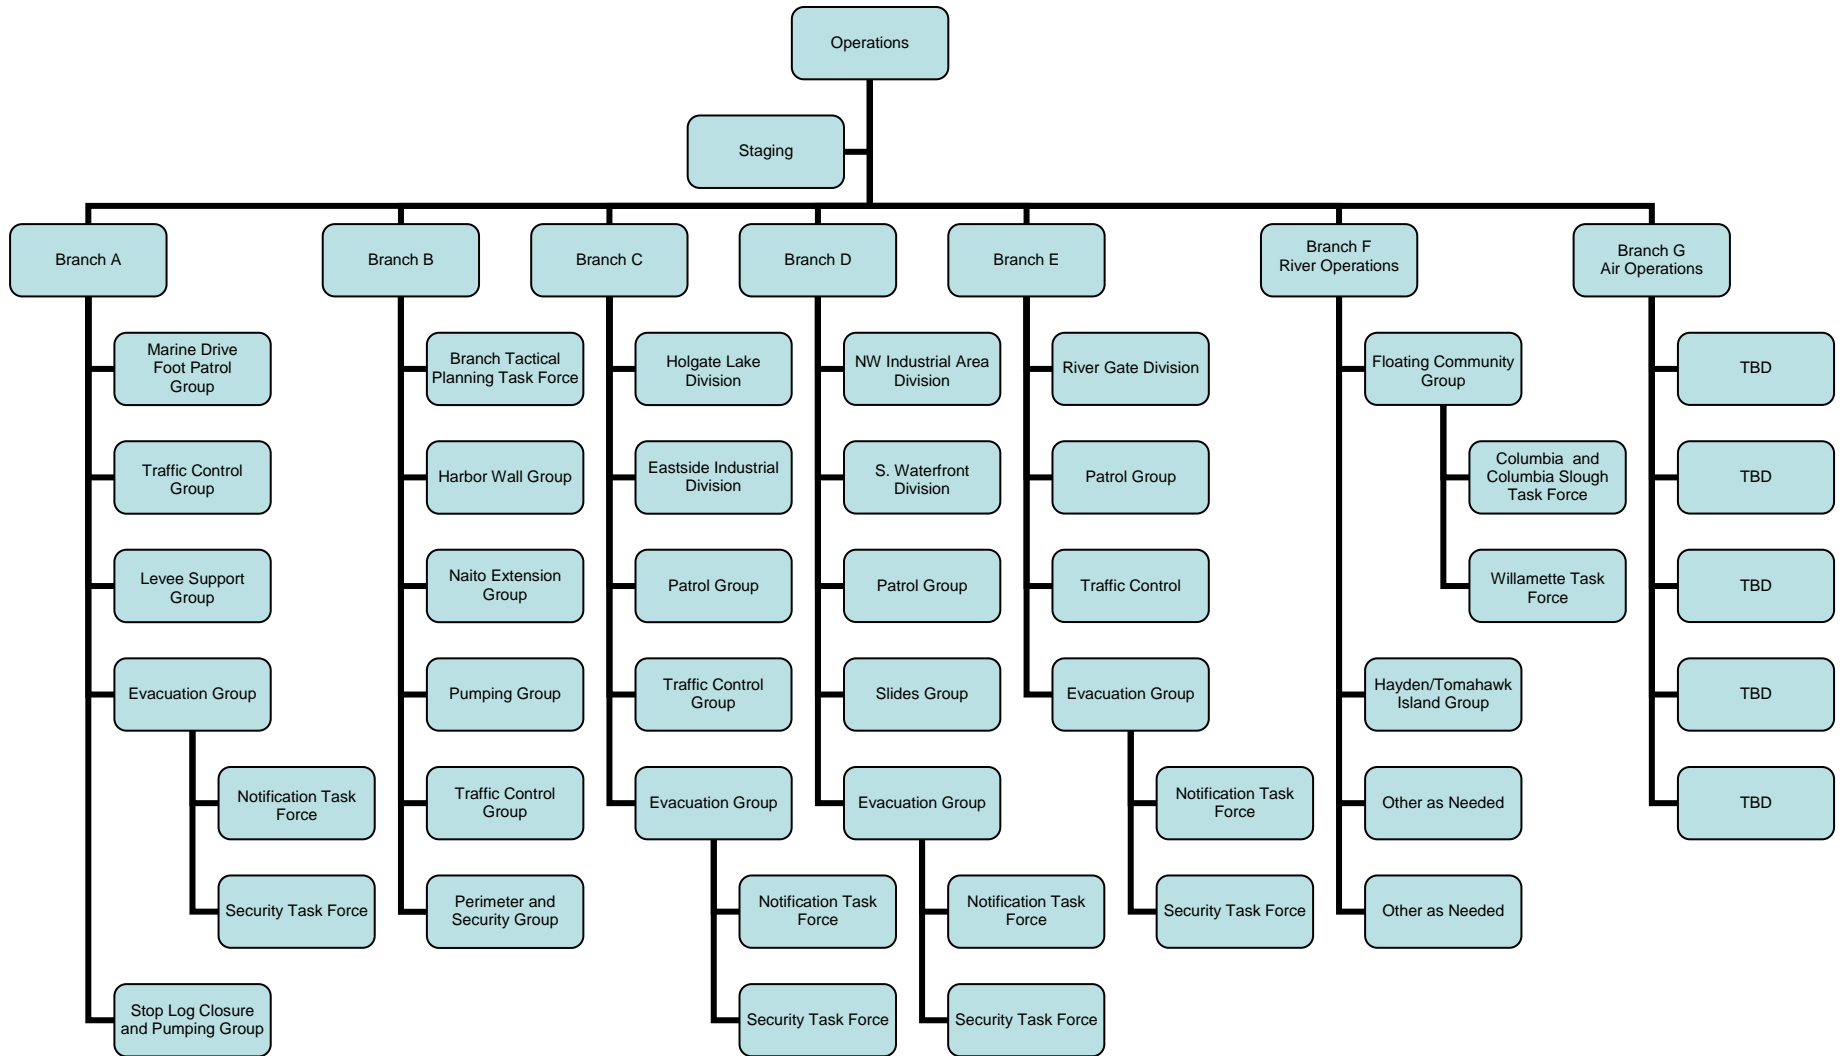 Operations
Staging
Branch A
Branch B
Branch C
Branch D
Branch E
Branch F
River Operations
Branch G
Air Operations
Marine Drive
Foot Patrol
Group
Traffic Control
Group
Levee Support
Group
Evacuation Group
Notification Task
Force
Security Task Force
Stop Log Closure
and Pumping Group
Branch Tactical
Planning Task Force
Harbor Wall Group
Naito Extension
Group
Pumping Group
Traffic Control
Group
Perimeter and
Security Group
Holgate Lake
Division
Eastside Industrial
Division
Patrol Group
Traffic Control
Group
Evacuation Group
Notification Task
Force
Security Task Force
NW Industrial Area
Division
S. Waterfront
Division
Patrol Group
Slides Group
Evacuation Group
Notification Task
Force
Security Task Force
River Gate Division
Patrol Group
Traffic Control
Evacuation Group
Notification Task
Force
Security Task Force
Floating Community
Group
Columbia and
Columbia Slough
Task Force
Willamette Task
Force
Hayden/Tomahawk
Island Group
Other as Needed
Other as Needed
TBD
TBD
TBD
TBD
TBD